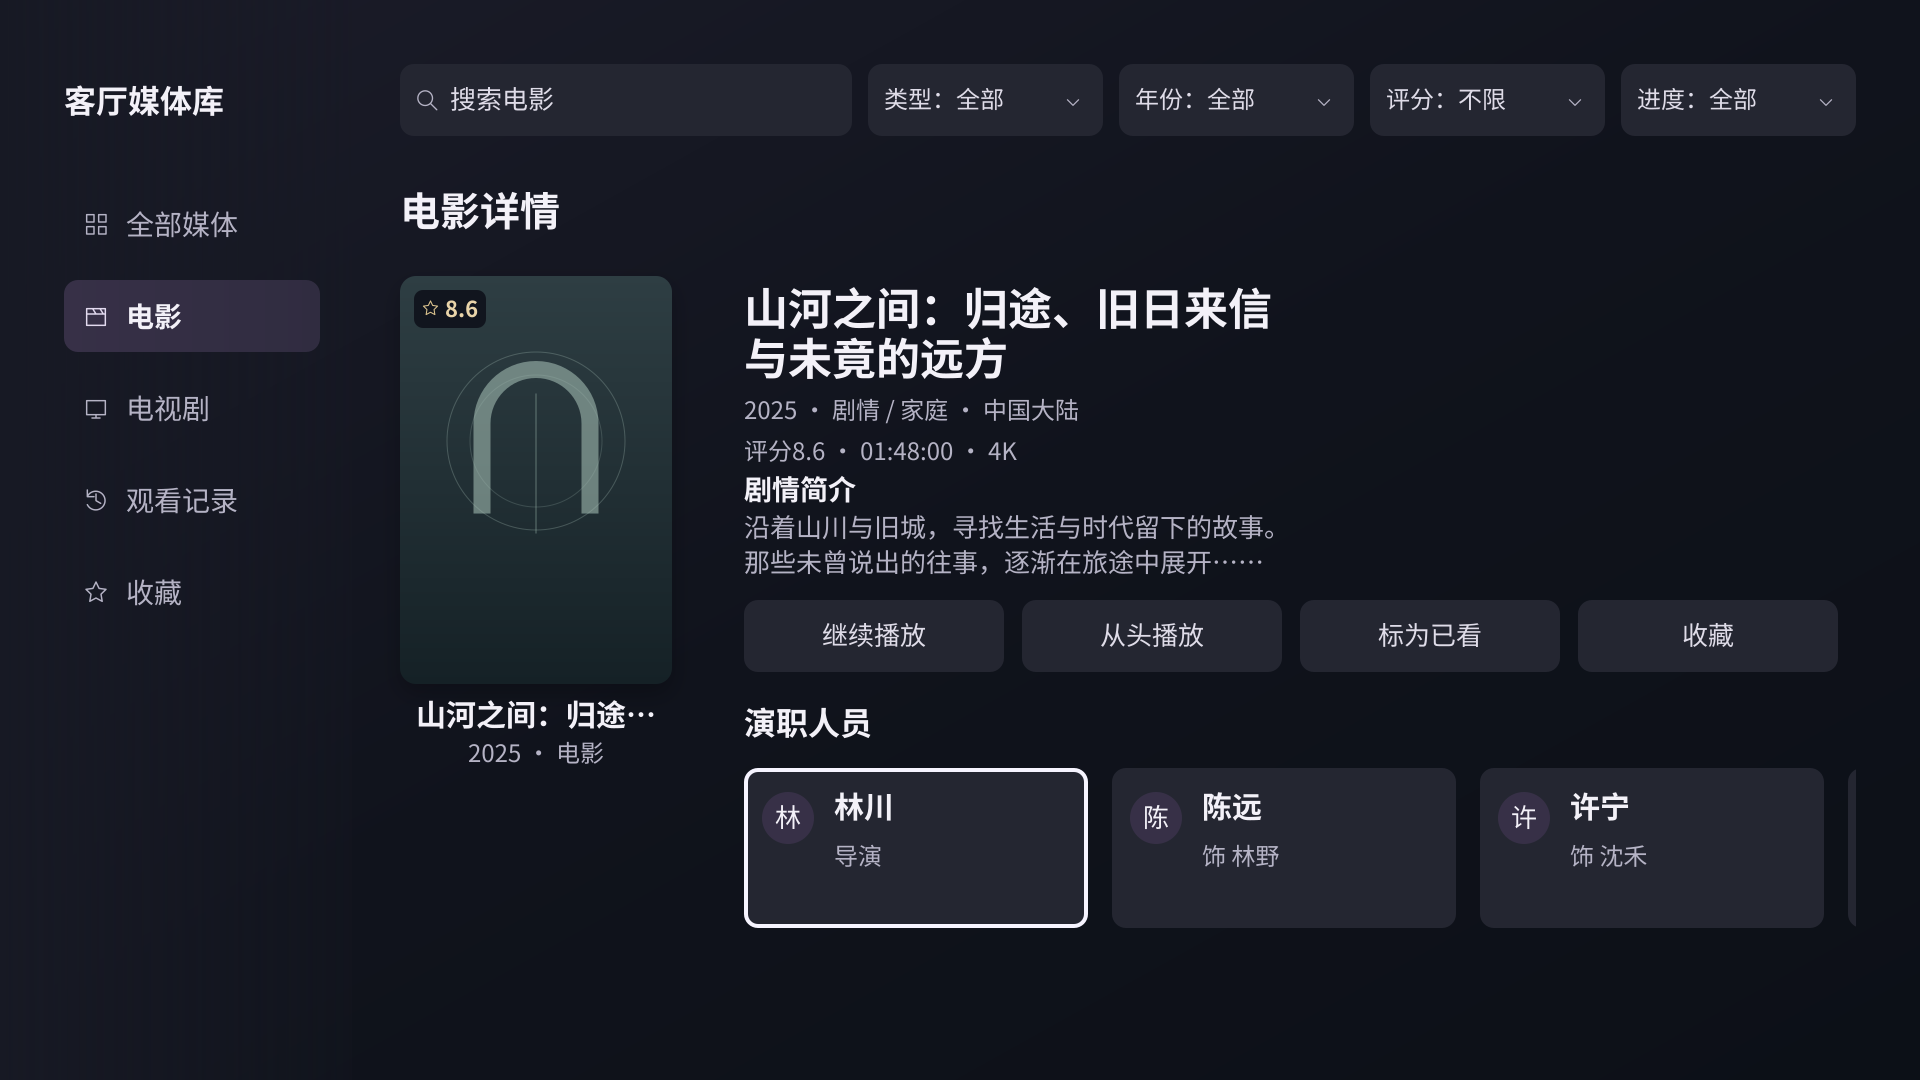 客厅媒体库
搜索电影
类型：全部
年份：全部
评分：不限
进度：全部
全部媒体
电影
电视剧
观看记录
收藏
电影详情
8.6
山河之间：归途…
2025 · 电影
山河之间：归途、旧日来信
与未竟的远方
2025 · 剧情 / 家庭 · 中国大陆
评分8.6 · 01:48:00 · 4K
剧情简介
沿着山川与旧城，寻找生活与时代留下的故事。
那些未曾说出的往事，逐渐在旅途中展开……
继续播放
从头播放
标为已看
收藏
演职人员
林
林川
导演
陈
陈远
饰 林野
许
许宁
饰 沈禾